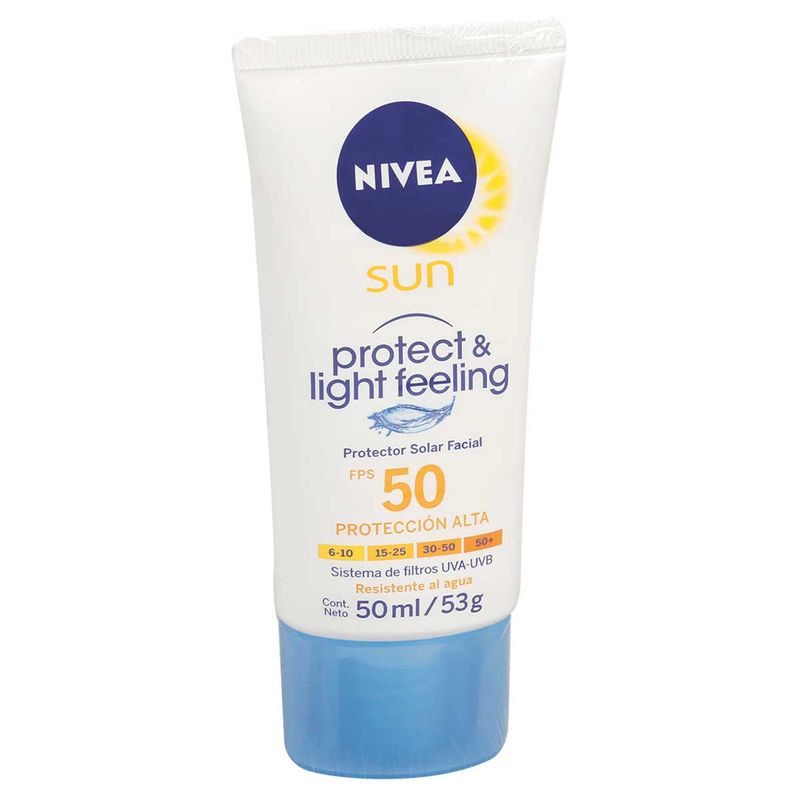 NIVEA
sun
protect &
light feeling
Protector Solar Facial
FPS 50
PROTECCIÓN ALTA
6-10 15-25 30-50 50+
Sistema de filtros UVA-UVB
Resistente al agua
Cont. Neto 50ml/53g